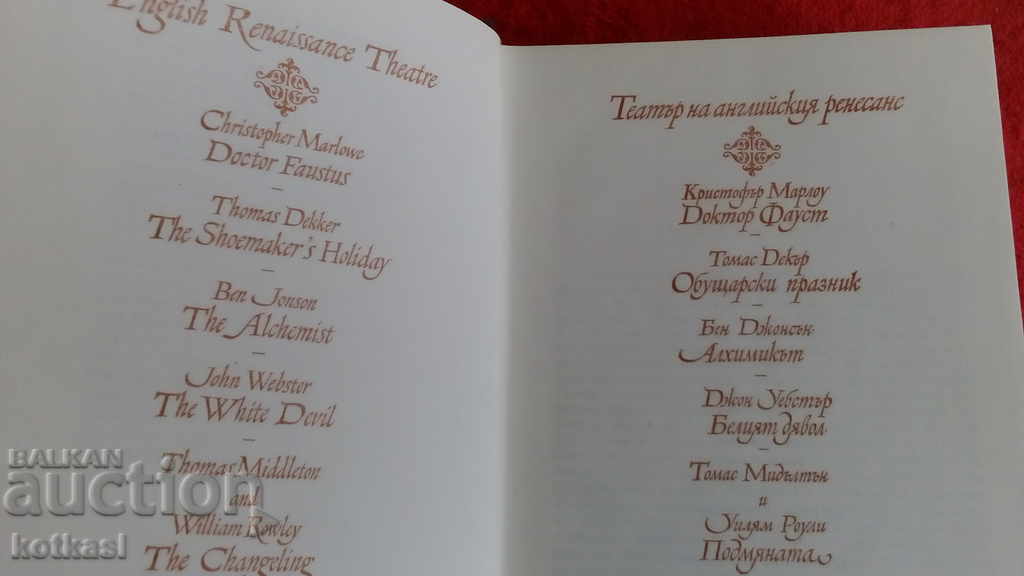 English Renaissance Theatre
Christopher Marlowe
Doctor Faustus
–
Thomas Dekker
The Shoemaker's Holiday
–
Ben Jonson
The Alchemist
–
John Webster
The White Devil
–
Thomas Middleton
and
William Rowley
The Changeling
Театър на английския ренесанс
Кристофър Марлоу
Доктор Фауст
–
Томас Декър
Обущарски празник
–
Бен Джонсън
Алхимикът
–
Джон Уебстър
Белият дявол
–
Томас Мидълтън
и
Уилям Роули
Подмяната
BALKAN
auction
kotkasl